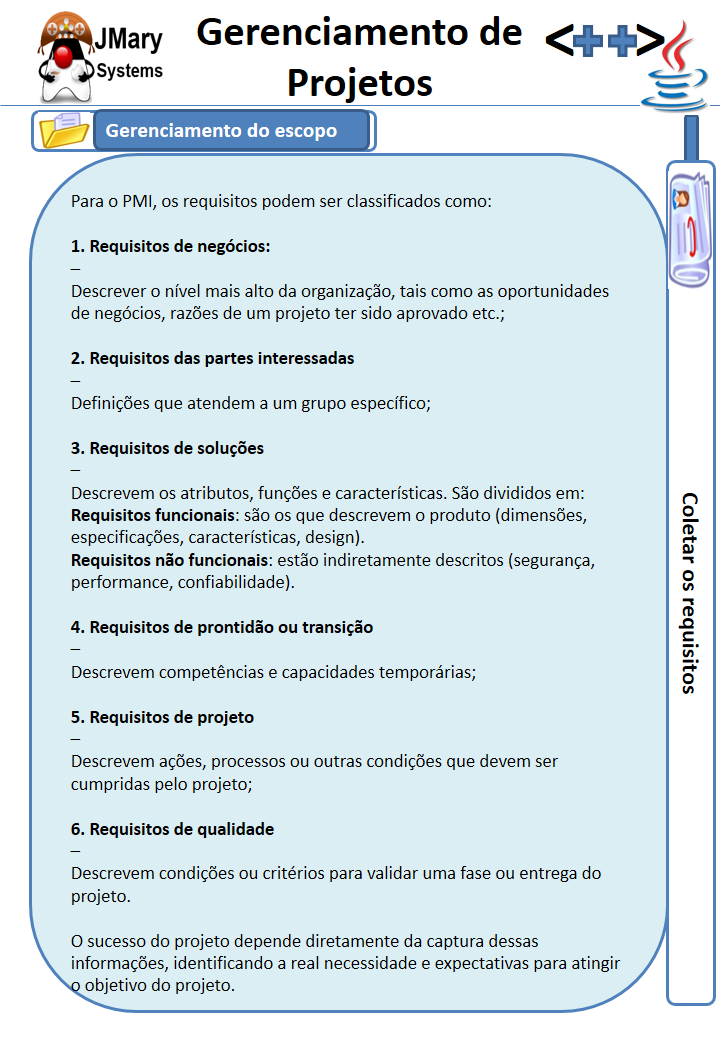 JMary
Systems
Gerenciamento de
Projetos
<++>
Gerenciamento do escopo
Para o PMI, os requisitos podem ser classificados como:
1. Requisitos de negócios:
–
Descrever o nível mais alto da organização, tais como as oportunidades
de negócios, razões de um projeto ter sido aprovado etc.;
2. Requisitos das partes interessadas
–
Definições que atendem a um grupo específico;
3. Requisitos de soluções
–
Descrevem os atributos, funções e características. São divididos em:
Requisitos funcionais: são os que descrevem o produto (dimensões,
especificações, características, design).
Requisitos não funcionais: estão indiretamente descritos (segurança,
performance, confiabilidade).
4. Requisitos de prontidão ou transição
–
Descrevem competências e capacidades temporárias;
5. Requisitos de projeto
–
Descrevem ações, processos ou outras condições que devem ser
cumpridas pelo projeto;
6. Requisitos de qualidade
–
Descrevem condições ou critérios para validar uma fase ou entrega do
projeto.
O sucesso do projeto depende diretamente da captura dessas
informações, identificando a real necessidade e expectativas para atingir
o objetivo do projeto.
Coletar os requisitos